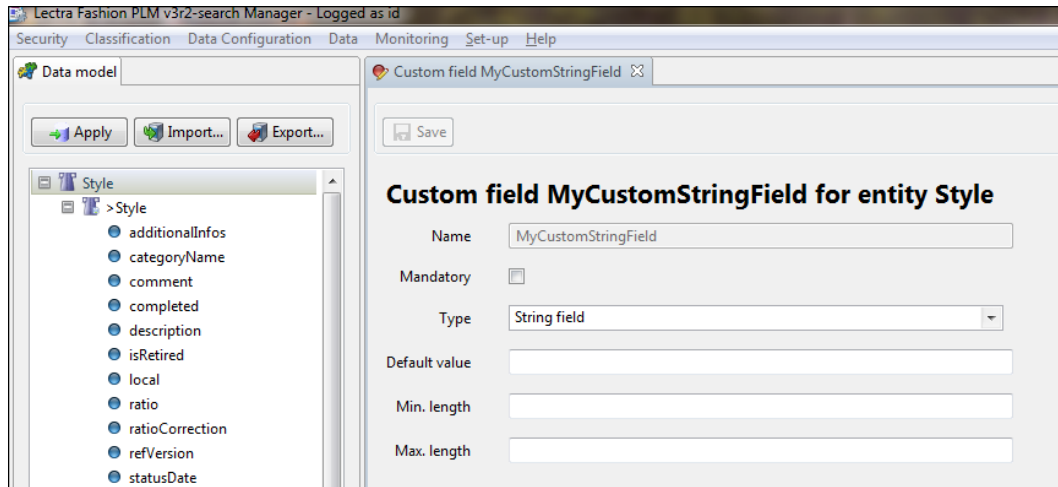 Lectra Fashion PLM v3r2-search Manager - Logged as id
Security Classification Data Configuration Data Monitoring Set-up Help
Data model
Custom field MyCustomStringField
Apply Import... Export...
Save
Style
>Style
additionalInfos
categoryName
comment
completed
description
isRetired
local
ratio
ratioCorrection
refVersion
statusDate
Custom field MyCustomStringField for entity Style
Name MyCustomStringField
Mandatory
Type String field
Default value
Min. length
Max. length